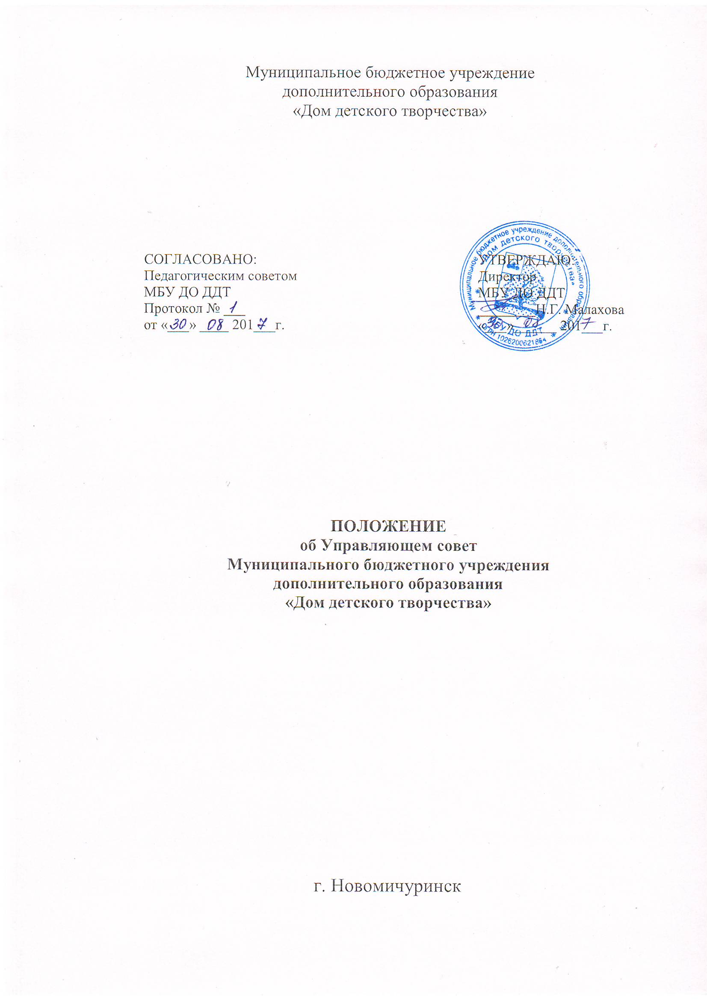 Муниципальное бюджетное учреждение
дополнительного образования
«Дом детского творчества»
СОГЛАСОВАНО:
Педагогическим советом
МБУ ДО ДДТ
Протокол № 1
от «30» 08 2017 г.
УТВЕРЖДАЮ:
Директор
МБУ ДО ДДТ
Н.Г. Малахова
«30» 08 2017 г.
Муниципальное бюджетное учреждение дополнительного образования
«Дом детского творчества»
МБУ ДО ДДТ
ОГРН 1026200621864
ПОЛОЖЕНИЕ
об Управляющем совет
Муниципального бюджетного учреждения
дополнительного образования
«Дом детского творчества»
г. Новомичуринск